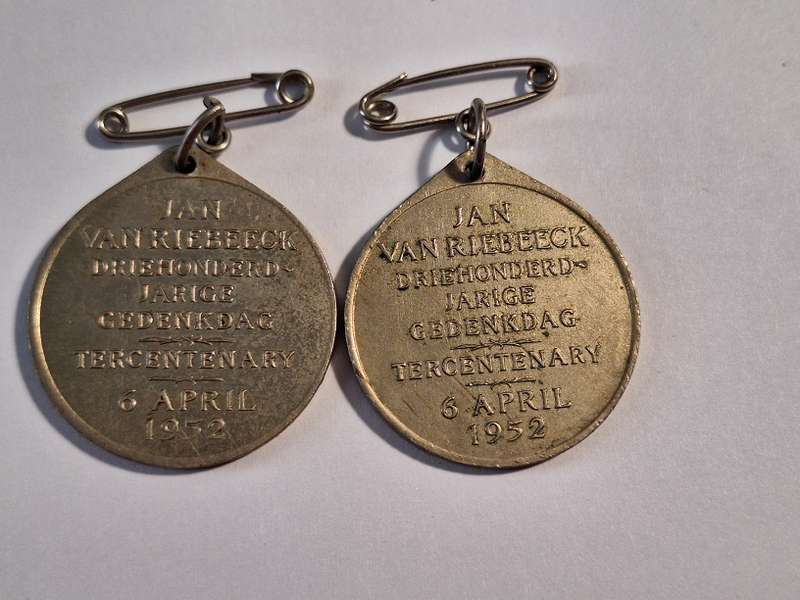 JAN
VAN RIEBEECK
DRIEHONDERD-
JARIGE
GEDENKDAG
TERCENTENARY
6 APRIL
1952
JAN
VAN RIEBEECK
DRIEHONDERD-
JARIGE
GEDENKDAG
TERCENTENARY
6 APRIL
1952